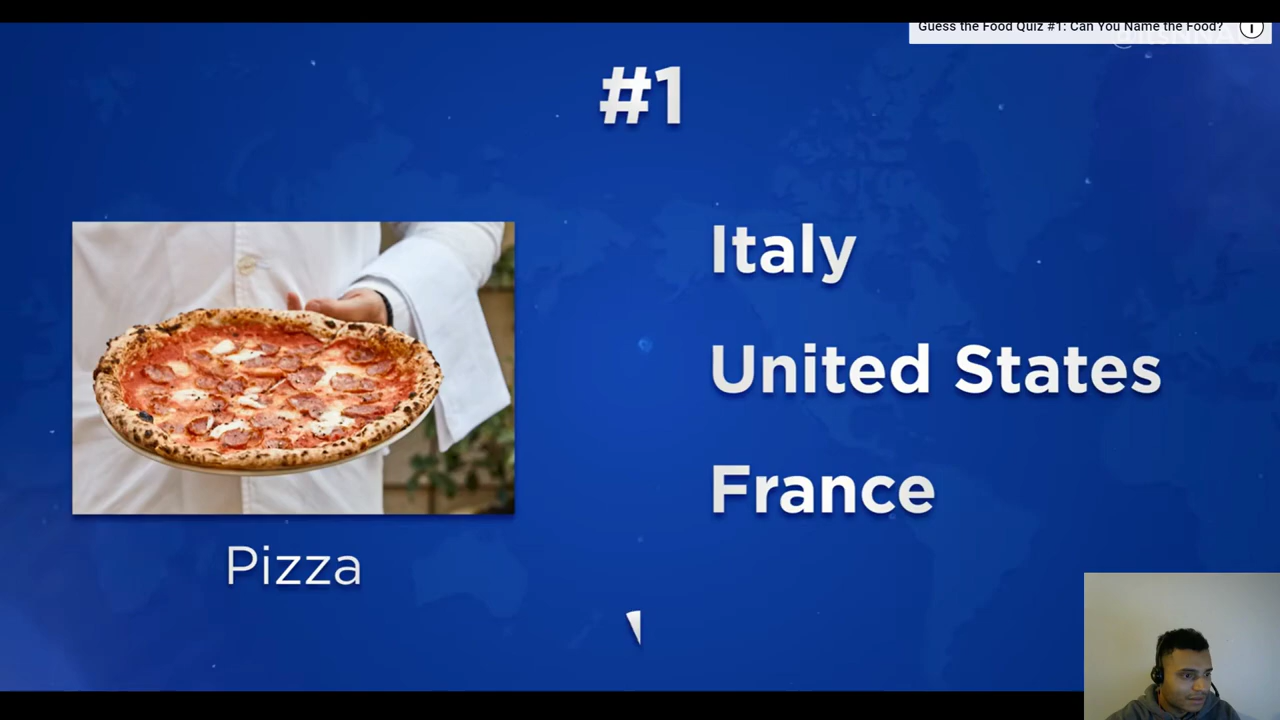 Guess the Food Quiz #1: Can You Name the Food?
#1
Italy
United States
France
Pizza